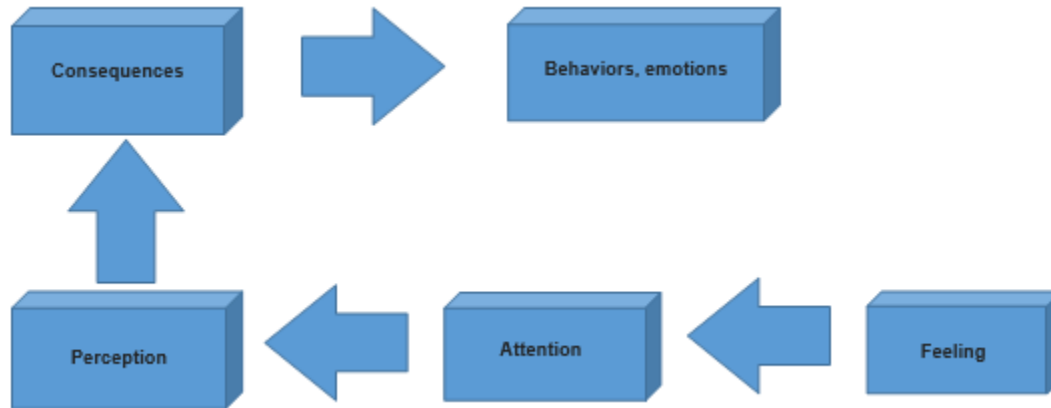 Consequences
Behaviors, emotions
Perception
Attention
Feeling